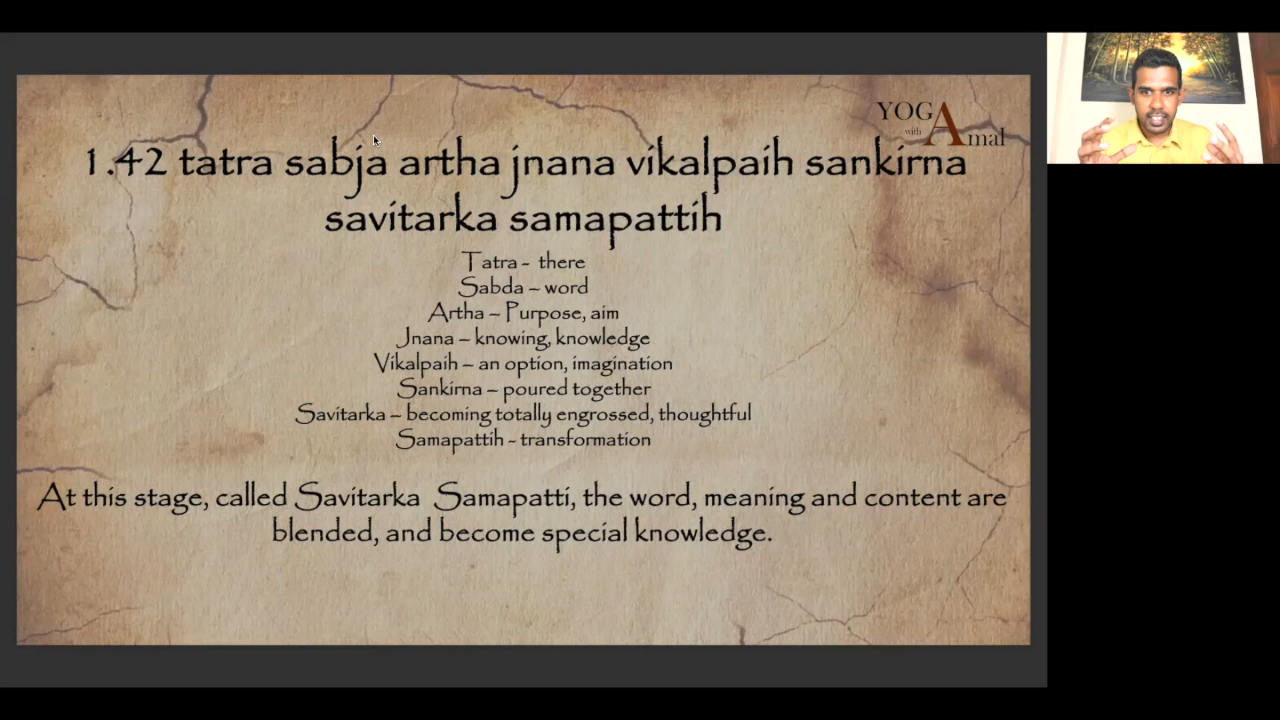 YOGA
with Amal
1.42 tatra sabja artha jnana vikalpaih sankirna
savitarka samapattih
Tatra - there
Sabda – word
Artha – Purpose, aim
Jnana – knowing, knowledge
Vikalpaih – an option, imagination
Sankirna – poured together
Savitarka – becoming totally engrossed, thoughtful
Samapattih - transformation
At this stage, called Savitarka Samapatti, the word, meaning and content are
blended, and become special knowledge.